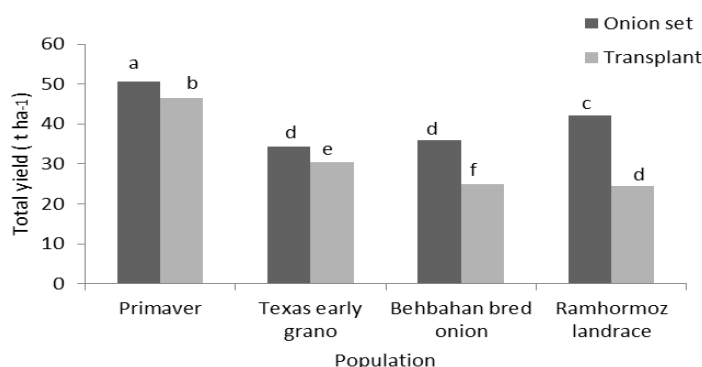 Onion set
Transplant
Total yield ( t ha-1)
60
50
40
30
20
10
0
a
b
d
e
d
f
c
d
Primaver
Texas early
grano
Behbahan bred
onion
Ramhormoz
landrace
Population